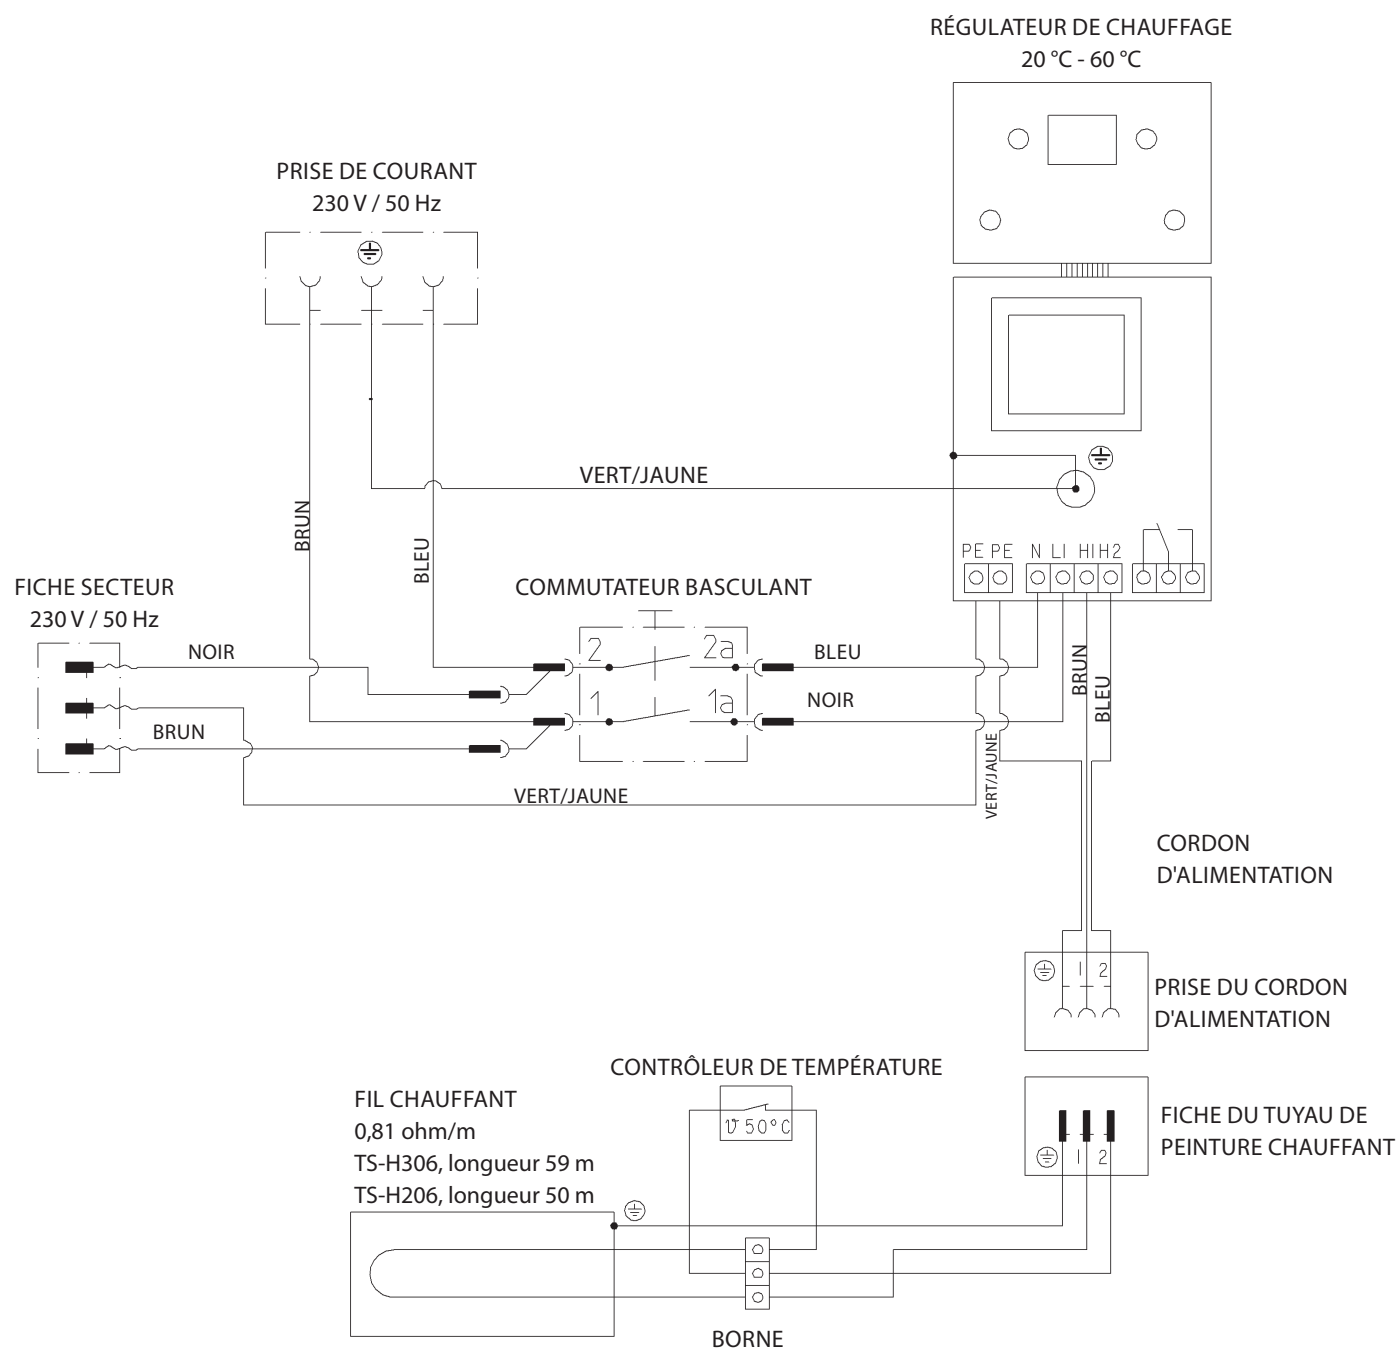 RÉGULATEUR DE CHAUFFAGE
20 °C - 60 °C
PRISE DE COURANT
230 V / 50 Hz
VERT/JAUNE
BRUN
BLEU
PE PE N L1 H1 H2
FICHE SECTEUR
230 V / 50 Hz
COMMUTATEUR BASCULANT
NOIR
2 2a
BLEU
BRUN
BLEU
1 1a
NOIR
BRUN
VERT/JAUNE
VERT/JAUNE
CORDON
D'ALIMENTATION
1 2
PRISE DU CORDON
D'ALIMENTATION
CONTRÔLEUR DE TEMPÉRATURE
ϑ 50°C
FIL CHAUFFANT
0,81 ohm/m
TS-H306, longueur 59 m
TS-H206, longueur 50 m
FICHE DU TUYAU DE
PEINTURE CHAUFFANT
1 2
BORNE